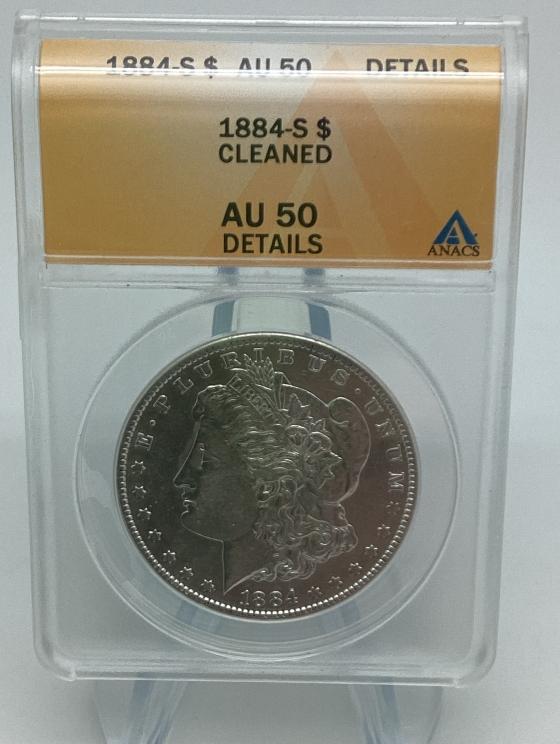 1884-S $ AU 50 DETAILS
1884-S $
CLEANED
AU 50
DETAILS
ANACS
E · PLURIBUS · UNUM
LIBERTY
1884